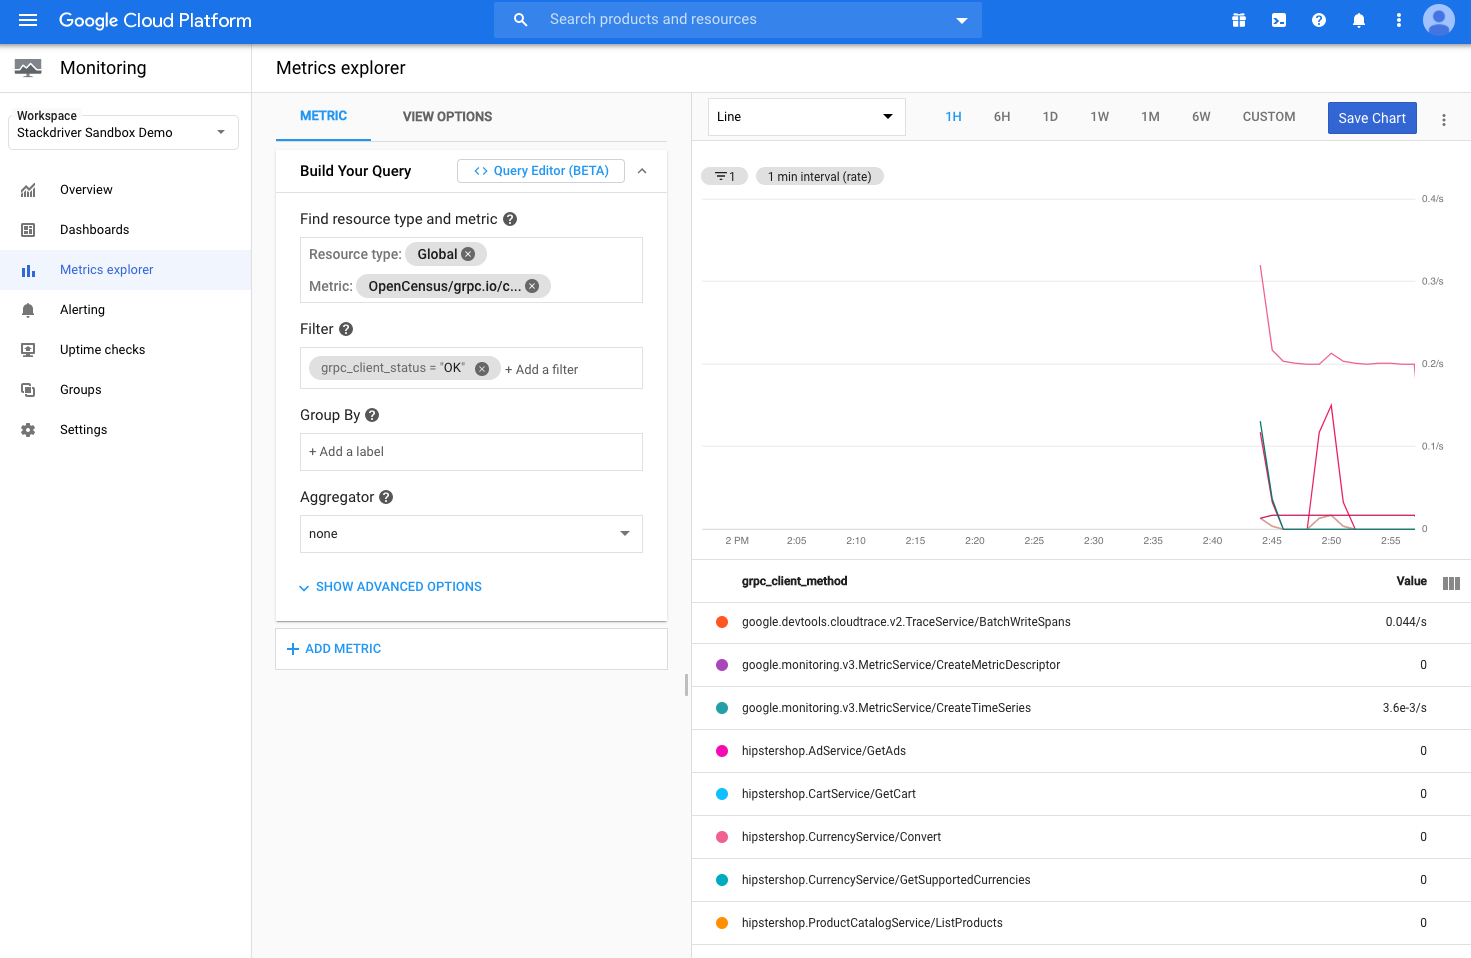 Google Cloud Platform
Search products and resources
Monitoring
Metrics explorer
Workspace
Stackdriver Sandbox Demo
Overview
Dashboards
Metrics explorer
Alerting
Uptime checks
Groups
Settings
METRIC
VIEW OPTIONS
Build Your Query
<> Query Editor (BETA)
Find resource type and metric ?
Resource type: Global
Metric: OpenCensus/grpc.io/c...
Filter ?
grpc_client_status = "OK"
+ Add a filter
Group By ?
+ Add a label
Aggregator ?
none
SHOW ADVANCED OPTIONS
+ ADD METRIC
Line
1H 6H 1D 1W 1M 6W CUSTOM
Save Chart
1
1 min interval (rate)
0.4/s
0.3/s
0.2/s
0.1/s
0
2 PM 2:05 2:10 2:15 2:20 2:25 2:30 2:35 2:40 2:45 2:50 2:55
grpc_client_method Value
google.devtools.cloudtrace.v2.TraceService/BatchWriteSpans 0.044/s
google.monitoring.v3.MetricService/CreateMetricDescriptor 0
google.monitoring.v3.MetricService/CreateTimeSeries 3.6e-3/s
hipstershop.AdService/GetAds 0
hipstershop.CartService/GetCart 0
hipstershop.CurrencyService/Convert 0
hipstershop.CurrencyService/GetSupportedCurrencies 0
hipstershop.ProductCatalogService/ListProducts 0